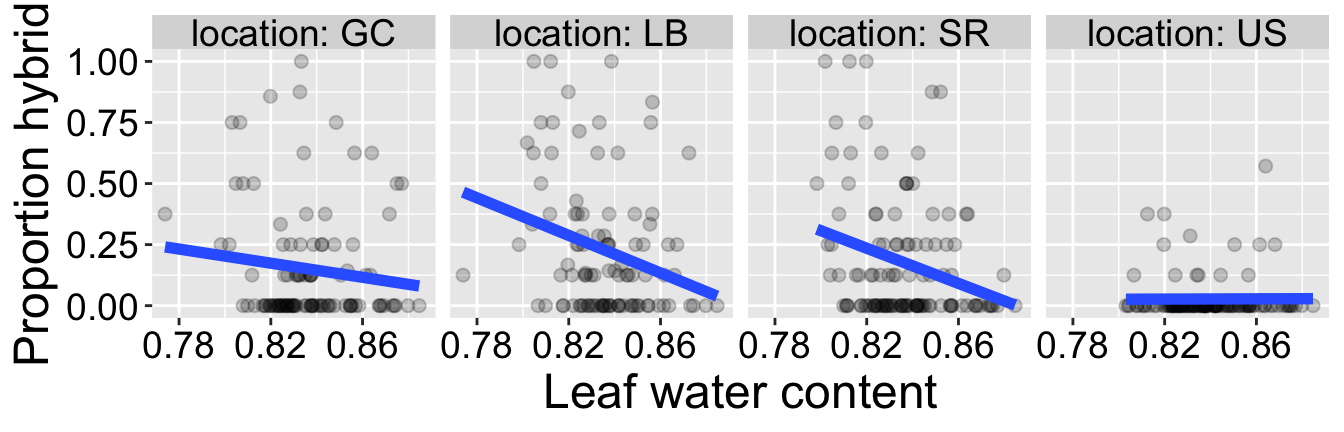 location: GC location: LB location: SR location: US
Proportion hybrid
1.00
0.75
0.50
0.25
0.00
0.78 0.82 0.86 0.78 0.82 0.86 0.78 0.82 0.86 0.78 0.82 0.86
Leaf water content